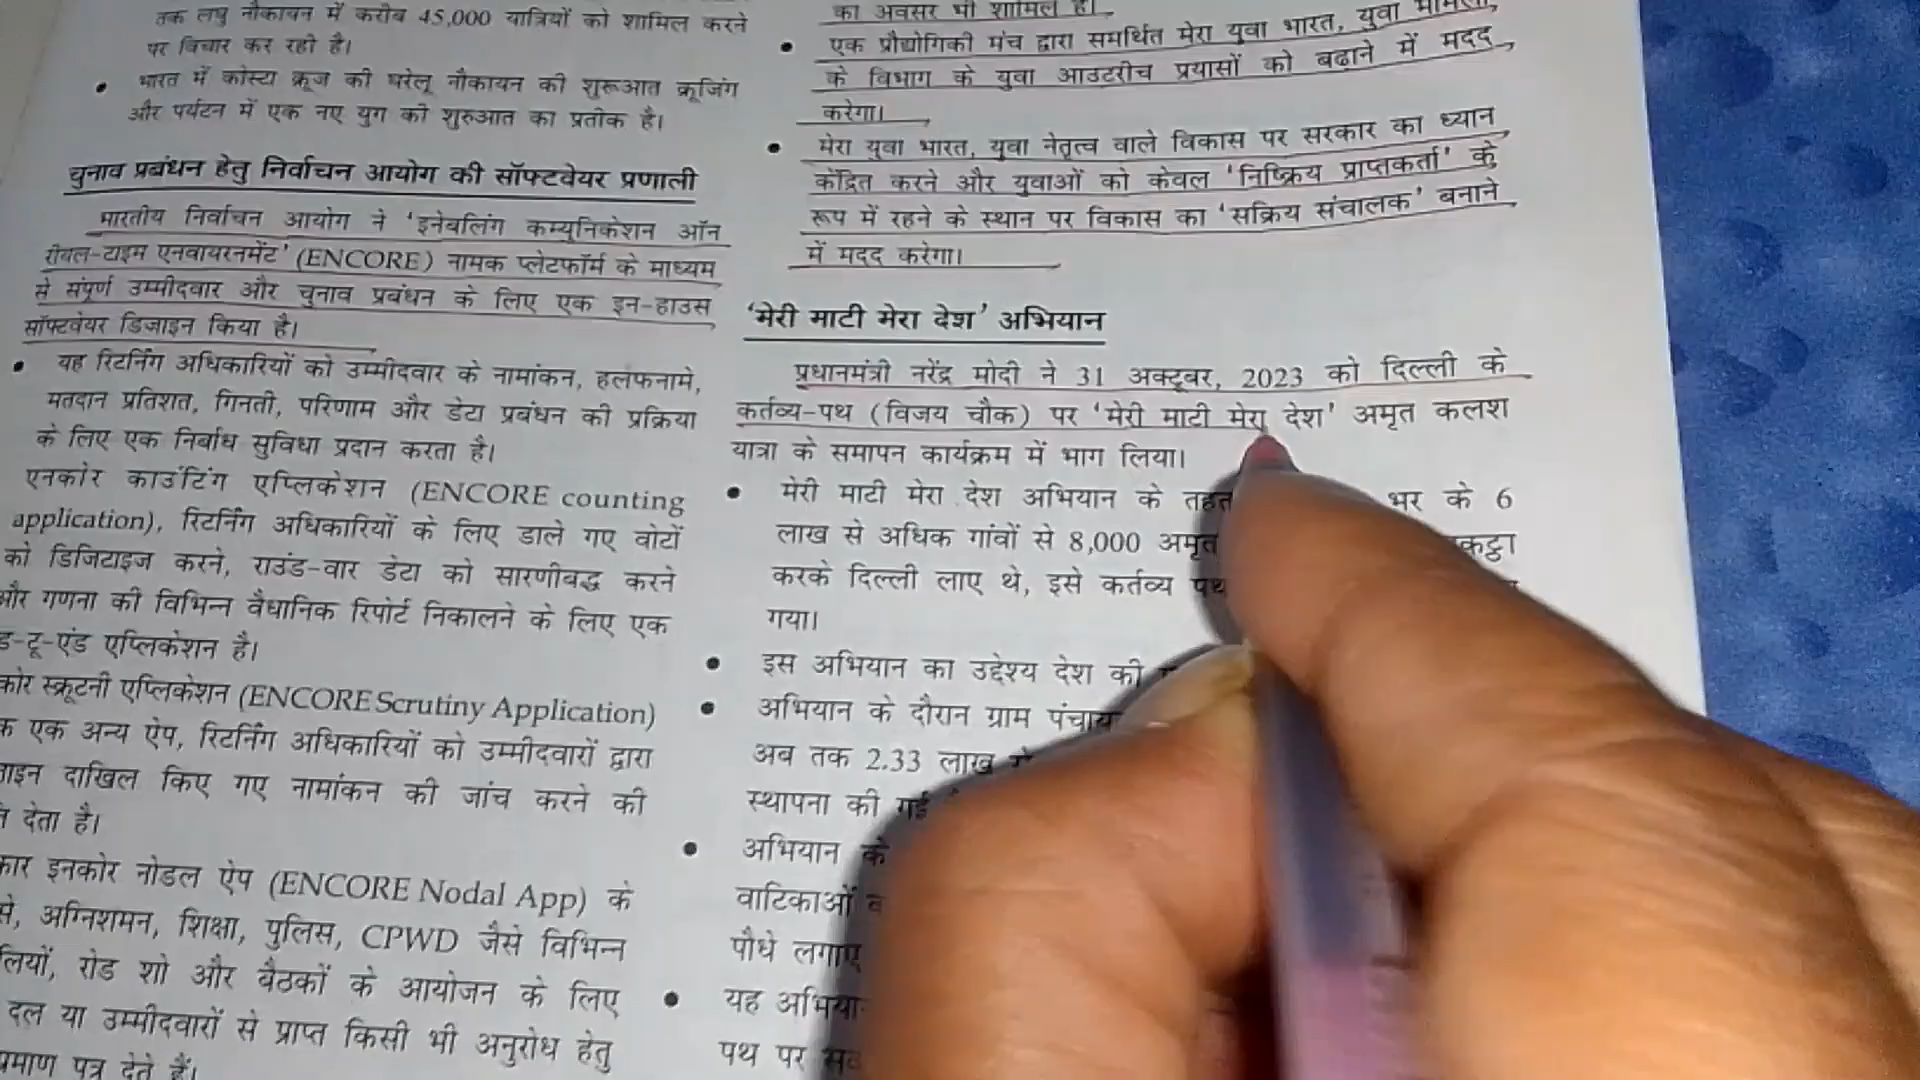 तक लघु नौकायन में करीब 45,000 यात्रियों को शामिल करने
पर विचार कर रही है।
• भारत में कोस्टा क्रूज की घरेलू नौकायन की शुरूआत क्रूजिंग
और पर्यटन में एक नए युग की शुरुआत का प्रतीक है।
चुनाव प्रबंधन हेतु निर्वाचन आयोग की सॉफ्टवेयर प्रणाली
भारतीय निर्वाचन आयोग ने 'इनेबलिंग कम्यूनिकेशन ऑन
रीयल-टाइम एनवायरनमेंट' (ENCORE) नामक प्लेटफॉर्म के माध्यम
से संपूर्ण उम्मीदवार और चुनाव प्रबंधन के लिए एक इन-हाउस
सॉफ्टवेयर डिजाइन किया है।
• यह रिटर्निंग अधिकारियों को उम्मीदवार के नामांकन, हलफनामे,
मतदान प्रतिशत, गिनती, परिणाम और डेटा प्रबंधन की प्रक्रिया
के लिए एक निर्बाध सुविधा प्रदान करता है।
एनकोर काउंटिंग एप्लिकेशन (ENCORE counting
application), रिटर्निंग अधिकारियों के लिए डाले गए वोटों
को डिजिटाइज करने, राउंड-वार डेटा को सारणीबद्ध करने
और गणना की विभिन्न वैधानिक रिपोर्ट निकालने के लिए एक
ड-टू-एंड एप्लिकेशन है।
कोर स्क्रूटनी एप्लिकेशन (ENCORE Scrutiny Application)
क एक अन्य ऐप, रिटर्निंग अधिकारियों को उम्मीदवारों द्वारा
लाइन दाखिल किए गए नामांकन की जांच करने की
देता है।
कार इनकोर नोडल ऐप (ENCORE Nodal App) के
से, अग्निशमन, शिक्षा, पुलिस, CPWD जैसे विभिन्न
लियों, रोड शो और बैठकों के आयोजन के लिए
दल या उम्मीदवारों से प्राप्त किसी भी अनुरोध हेतु
प्रमाण पत्र देते हैं।
का अवसर भी शामिल है।
• एक प्रौद्योगिकी मंच द्वारा समर्थित मेरा युवा भारत, युवा मामलों
के विभाग के युवा आउटरीच प्रयासों को बढाने में मदद
करेगा।
• मेरा युवा भारत, युवा नेतृत्व वाले विकास पर सरकार का ध्यान
केंद्रित करने और युवाओं को केवल 'निष्क्रिय प्राप्तकर्ता' के
रूप में रहने के स्थान पर विकास का 'सक्रिय संचालक' बनाने
में मदद करेगा।
'मेरी माटी मेरा देश' अभियान
प्रधानमंत्री नरेंद्र मोदी ने 31 अक्टूबर, 2023 को दिल्ली के
कर्तव्य-पथ (विजय चौक) पर 'मेरी माटी मेरा देश' अमृत कलश
यात्रा के समापन कार्यक्रम में भाग लिया।
• मेरी माटी मेरा देश अभियान के तहत भर के 6
लाख से अधिक गांवों से 8,000 अमृत कट्ठा
करके दिल्ली लाए थे, इसे कर्तव्य पथ
गया।
• इस अभियान का उद्देश्य देश की
• अभियान के दौरान ग्राम पंचाय
अब तक 2.33 लाख
स्थापना की गई
• अभियान के
वाटिकाओं
पौधे लगाए
• यह अभिया
पथ पर